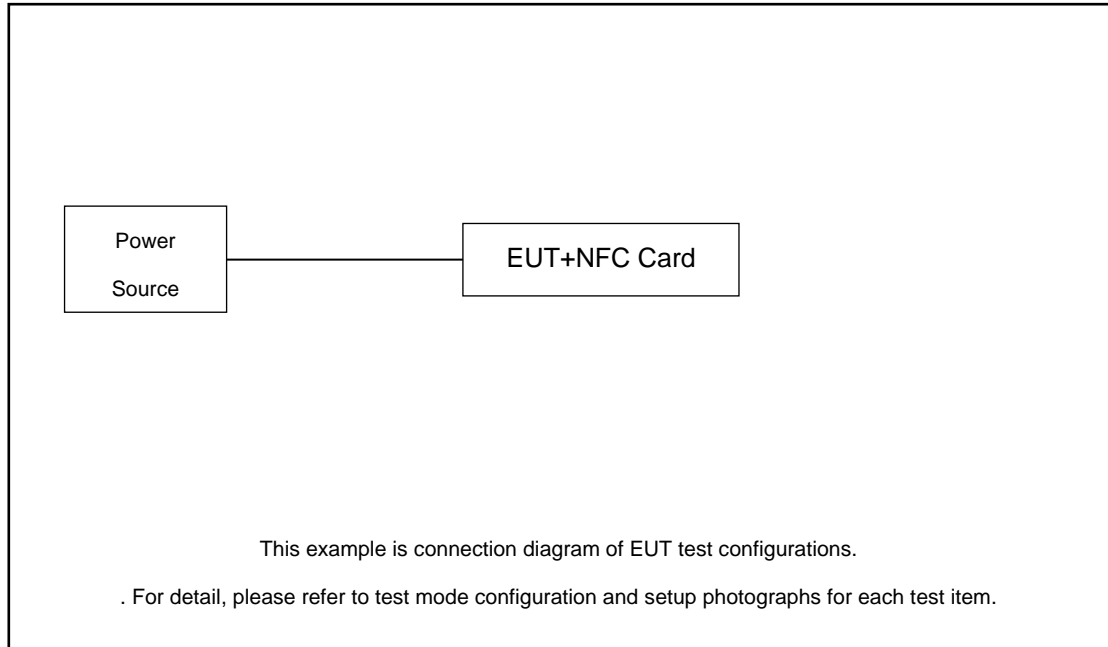 Power
Source
EUT+NFC Card
This example is connection diagram of EUT test configurations.
. For detail, please refer to test mode configuration and setup photographs for each test item.